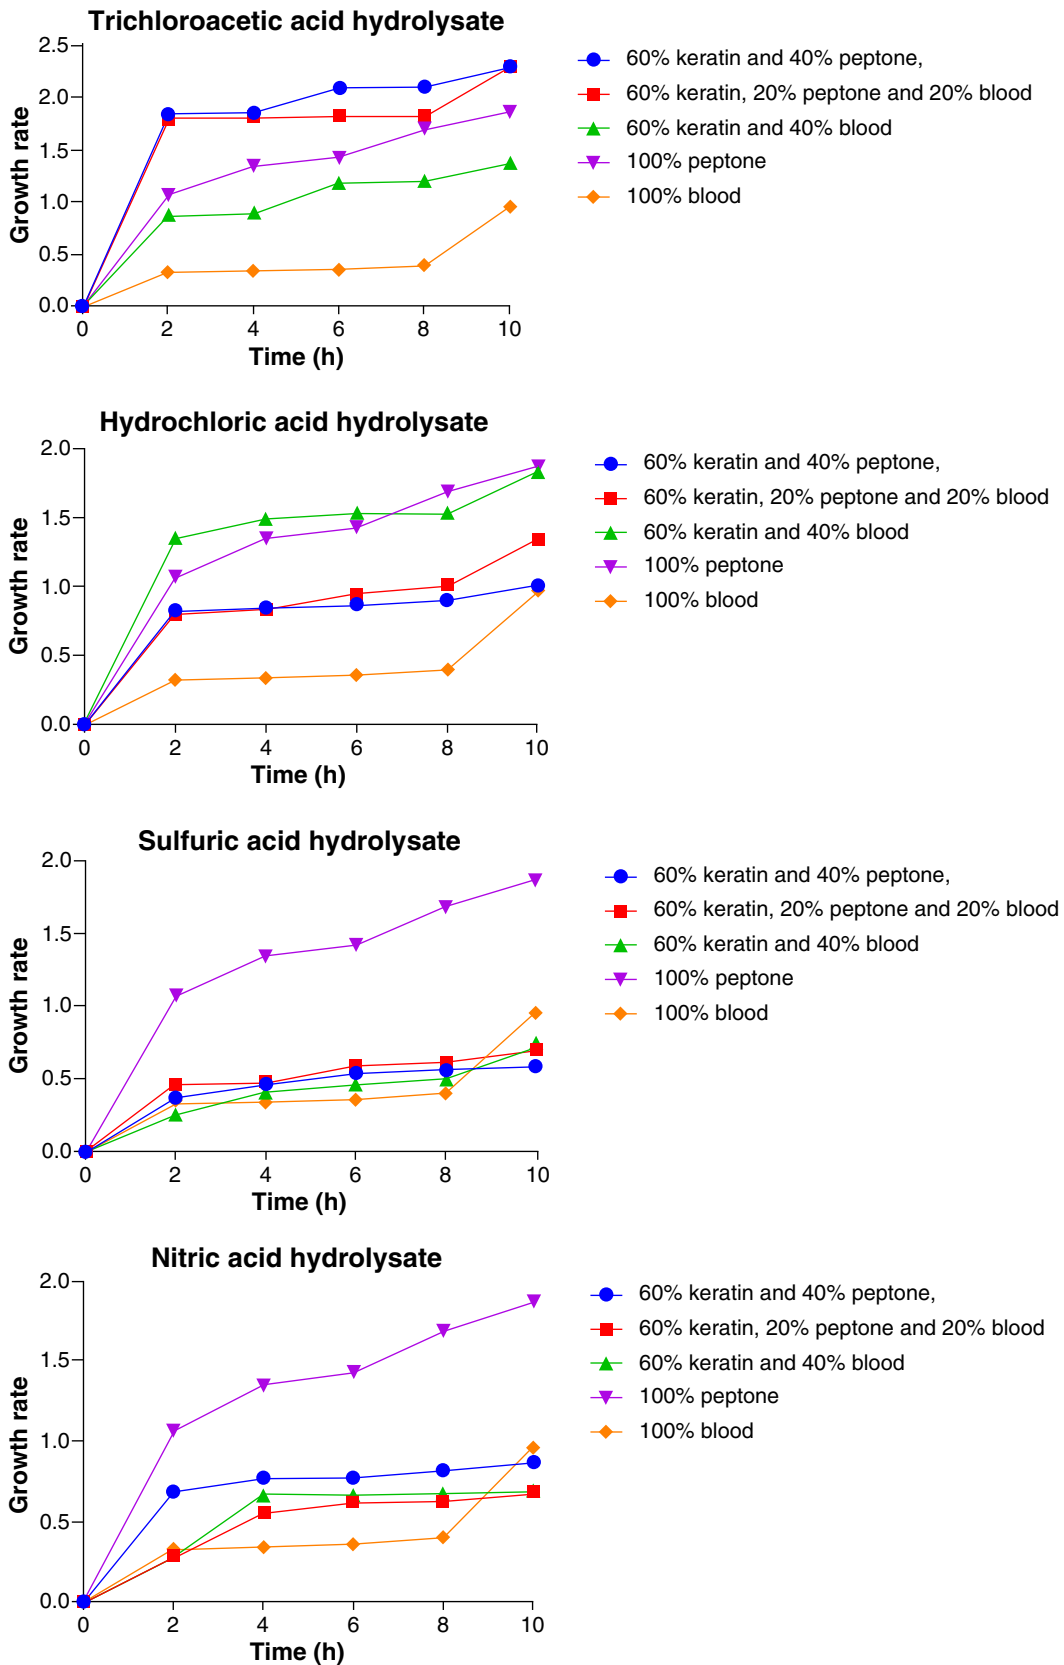 Trichloroacetic acid hydrolysate
2.5
2.0
1.5
1.0
0.5
0.0
Growth rate
0 2 4 6 8 10
Time (h)
60% keratin and 40% peptone,
60% keratin, 20% peptone and 20% blood
60% keratin and 40% blood
100% peptone
100% blood
Hydrochloric acid hydrolysate
2.0
1.5
1.0
0.5
0.0
Growth rate
0 2 4 6 8 10
Time (h)
60% keratin and 40% peptone,
60% keratin, 20% peptone and 20% blood
60% keratin and 40% blood
100% peptone
100% blood
Sulfuric acid hydrolysate
2.0
1.5
1.0
0.5
0.0
Growth rate
0 2 4 6 8 10
Time (h)
60% keratin and 40% peptone,
60% keratin, 20% peptone and 20% blood
60% keratin and 40% blood
100% peptone
100% blood
Nitric acid hydrolysate
2.0
1.5
1.0
0.5
0.0
Growth rate
0 2 4 6 8 10
Time (h)
60% keratin and 40% peptone,
60% keratin, 20% peptone and 20% blood
60% keratin and 40% blood
100% peptone
100% blood